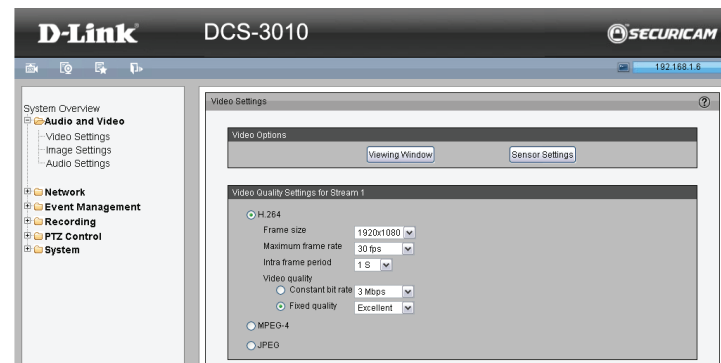 D-Link
DCS-3010
SECURICAM
192.168.1.6
System Overview
Audio and Video
Video Settings
Image Settings
Audio Settings
Network
Event Management
Recording
PTZ Control
System
Video Settings
?
Video Options
Viewing Window
Sensor Settings
Video Quality Settings for Stream 1
H.264
Frame size 1920x1080
Maximum frame rate 30 fps
Intra frame period 1 S
Video quality
Constant bit rate 3 Mbps
Fixed quality Excellent
MPEG-4
JPEG